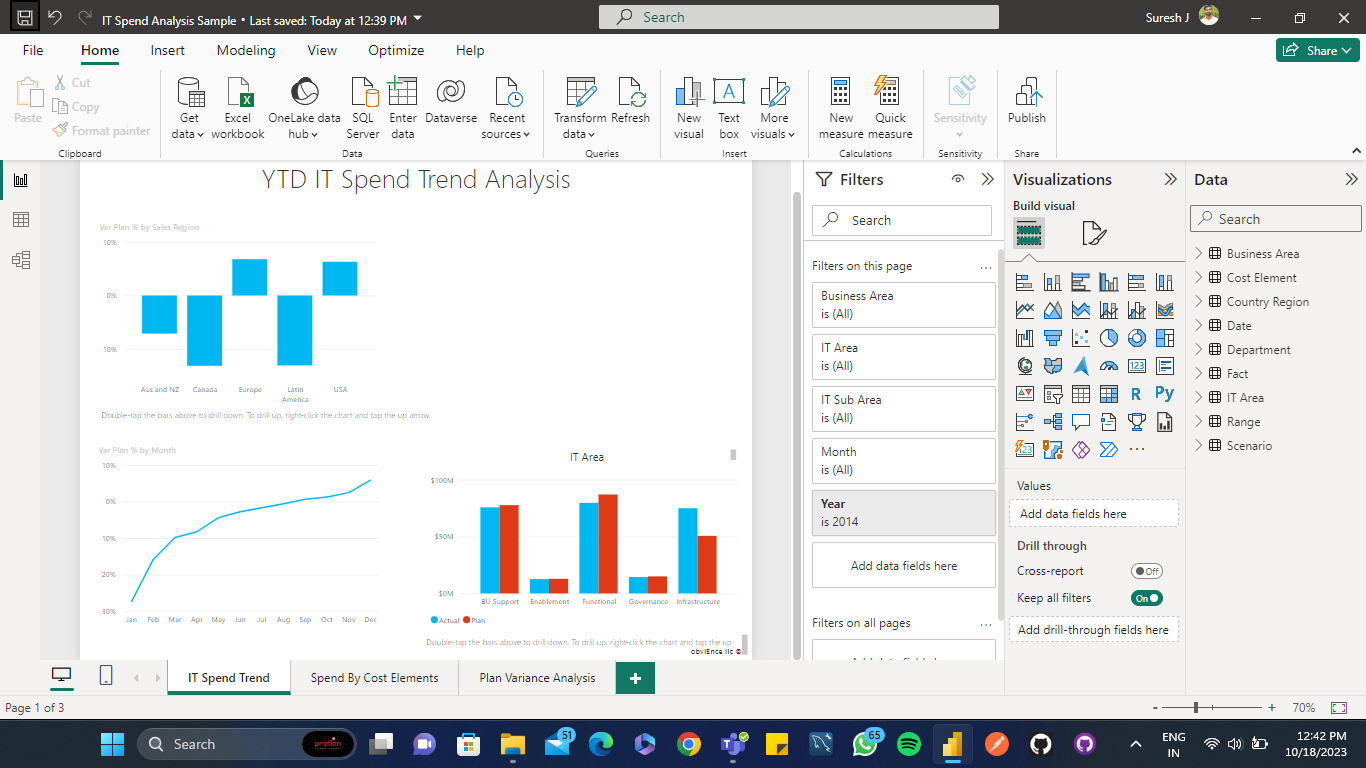 IT Spend Analysis Sample • Last saved: Today at 12:39 PM
Search
Suresh J
File
Home
Insert
Modeling
View
Optimize
Help
Share
Paste
Cut
Copy
Format painter
Clipboard
Get
data
Excel
workbook
OneLake data
hub
SQL
Server
Enter
data
Dataverse
Recent
sources
Data
Transform
data
Refresh
Queries
New
visual
Text
box
More
visuals
Insert
New
measure
Quick
measure
Calculations
Sensitivity
Sensitivity
Publish
Share
YTD IT Spend Trend Analysis
Var Plan % by Sales Region
10%
0%
10%
Aus and NZ
Canada
Europe
Latin
America
USA
Double-tap the bars above to drill down. To drill up, right-click the chart and tap the up arrow.
Var Plan % by Month
10%
0%
10%
20%
30%
Jan Feb Mar Apr May Jun Jul Aug Sep Oct Nov Dec
IT Area
$100M
$50M
$0M
BU Support
Enablement
Functional
Governance
Infrastructure
Actual
Plan
Double-tap the bars above to drill down. To drill up, right-click the chart and tap the up
obviEnce llc ©
Filters
Search
Filters on this page
...
Business Area
is (All)
IT Area
is (All)
IT Sub Area
is (All)
Month
is (All)
Year
is 2014
Add data fields here
Filters on all pages
...
Visualizations
Build visual
123
R
Py
123
...
Values
Add data fields here
Drill through
Cross-report
Off
Keep all filters
On
Add drill-through fields here
Data
Search
Business Area
Cost Element
Country Region
Date
Department
Fact
IT Area
Range
Scenario
IT Spend Trend
Spend By Cost Elements
Plan Variance Analysis
+
Page 1 of 3
- + 70%
Search
51
65
ENG
IN
12:42 PM
10/18/2023